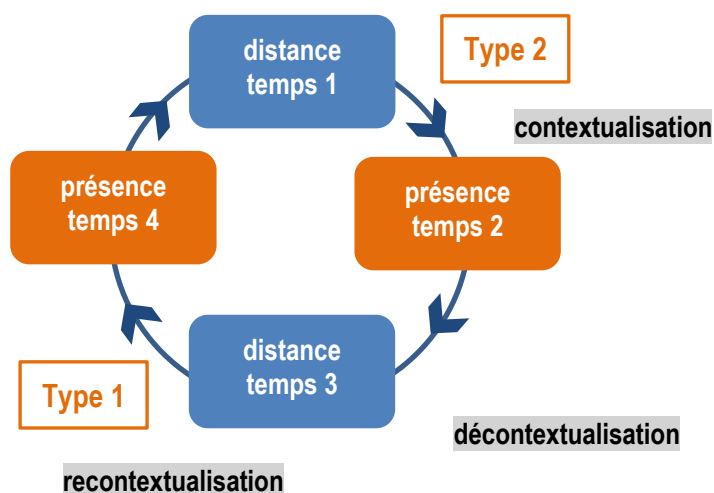 distance
temps 1
Type 2
contextualisation
présence
temps 4
présence
temps 2
distance
temps 3
Type 1
décontextualisation
recontextualisation